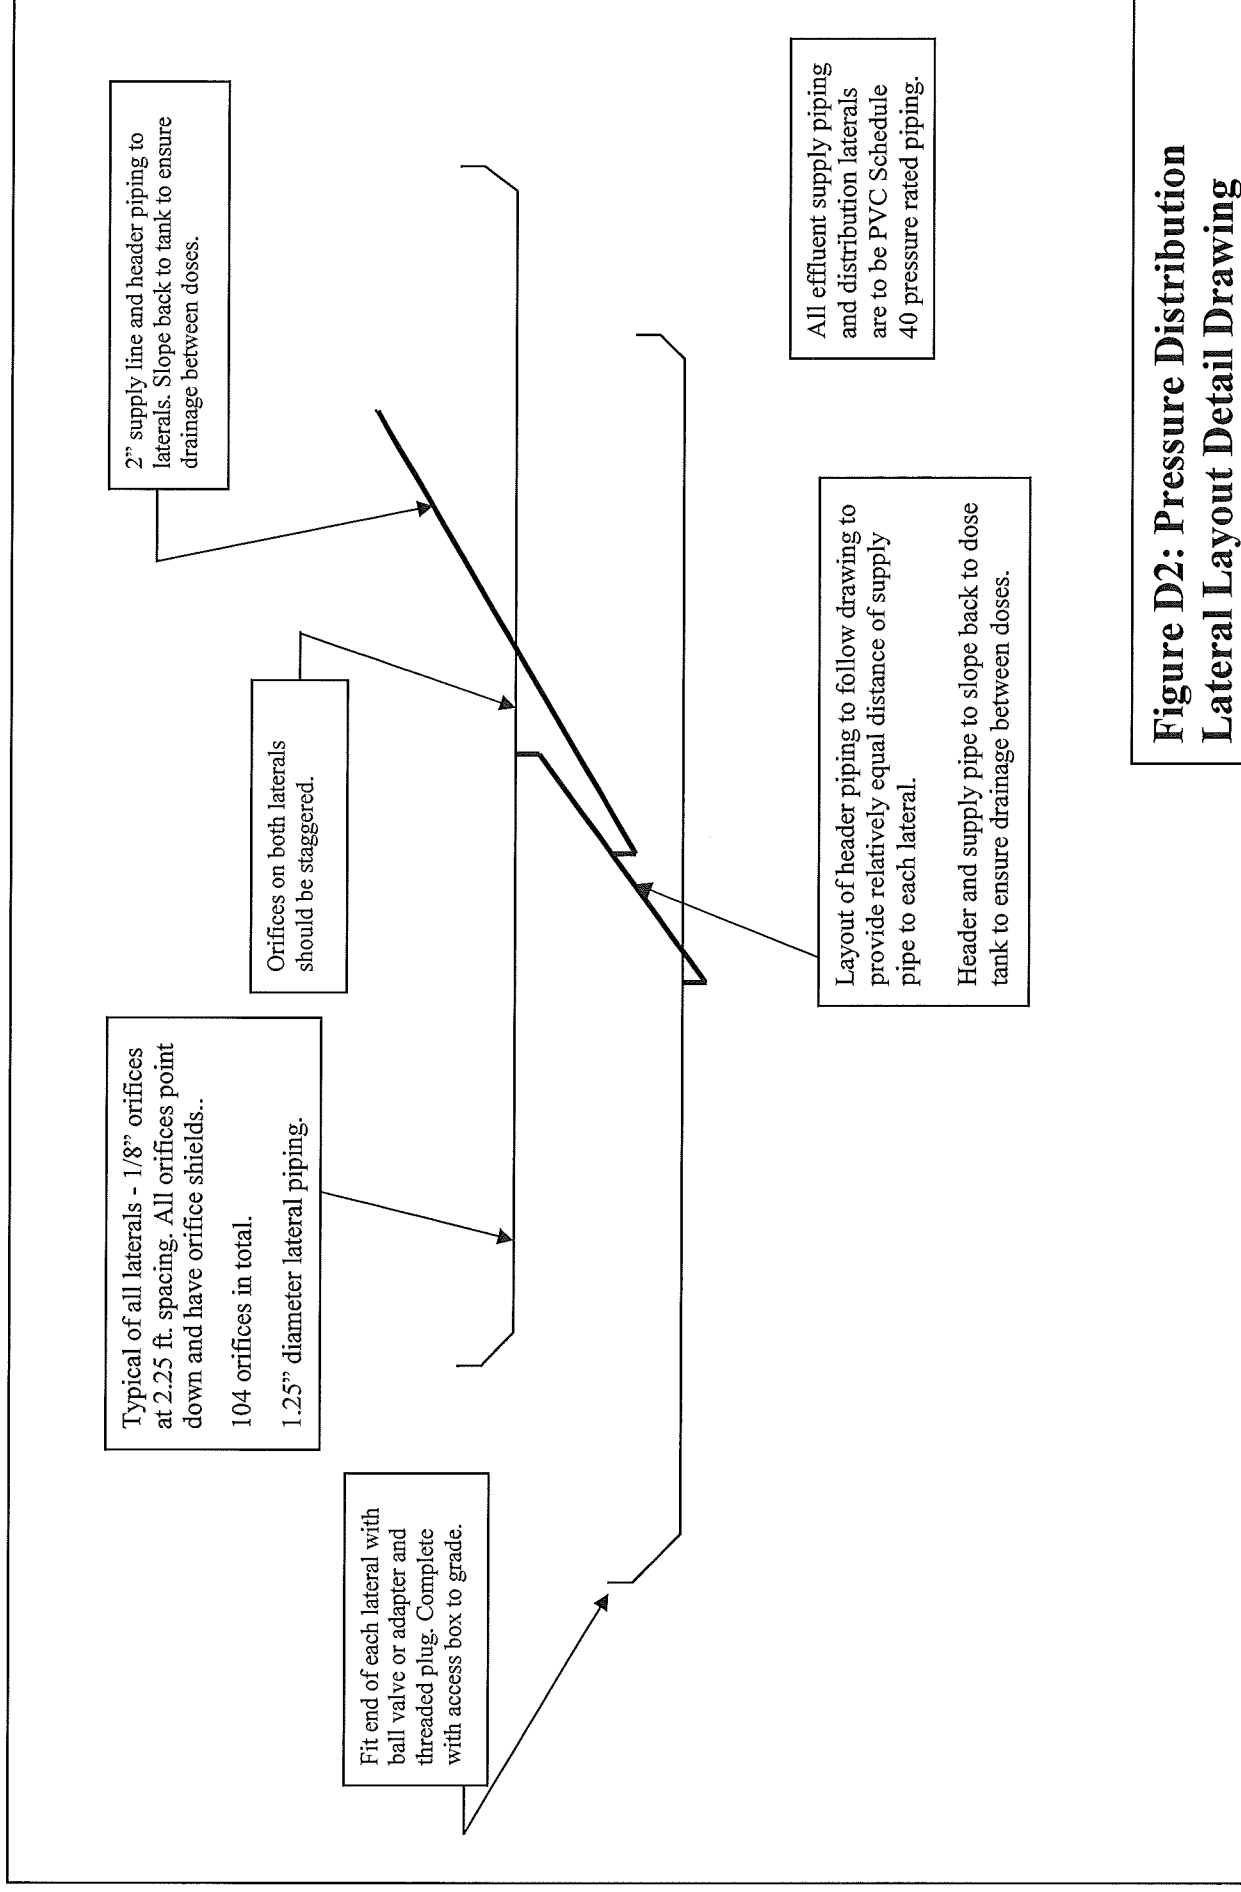 2” supply line and header piping to
laterals. Slope back to tank to ensure
drainage between doses.
Orifices on both laterals
should be staggered.
Typical of all laterals - 1/8” orifices
at 2.25 ft. spacing. All orifices point
down and have orifice shields..
104 orifices in total.
1.25” diameter lateral piping.
Fit end of each lateral with
ball valve or adapter and
threaded plug. Complete
with access box to grade.
All effluent supply piping
and distribution laterals
are to be PVC Schedule
40 pressure rated piping.
Layout of header piping to follow drawing to
provide relatively equal distance of supply
pipe to each lateral.
Header and supply pipe to slope back to dose
tank to ensure drainage between doses.
Figure D2: Pressure Distribution
Lateral Layout Detail Drawing